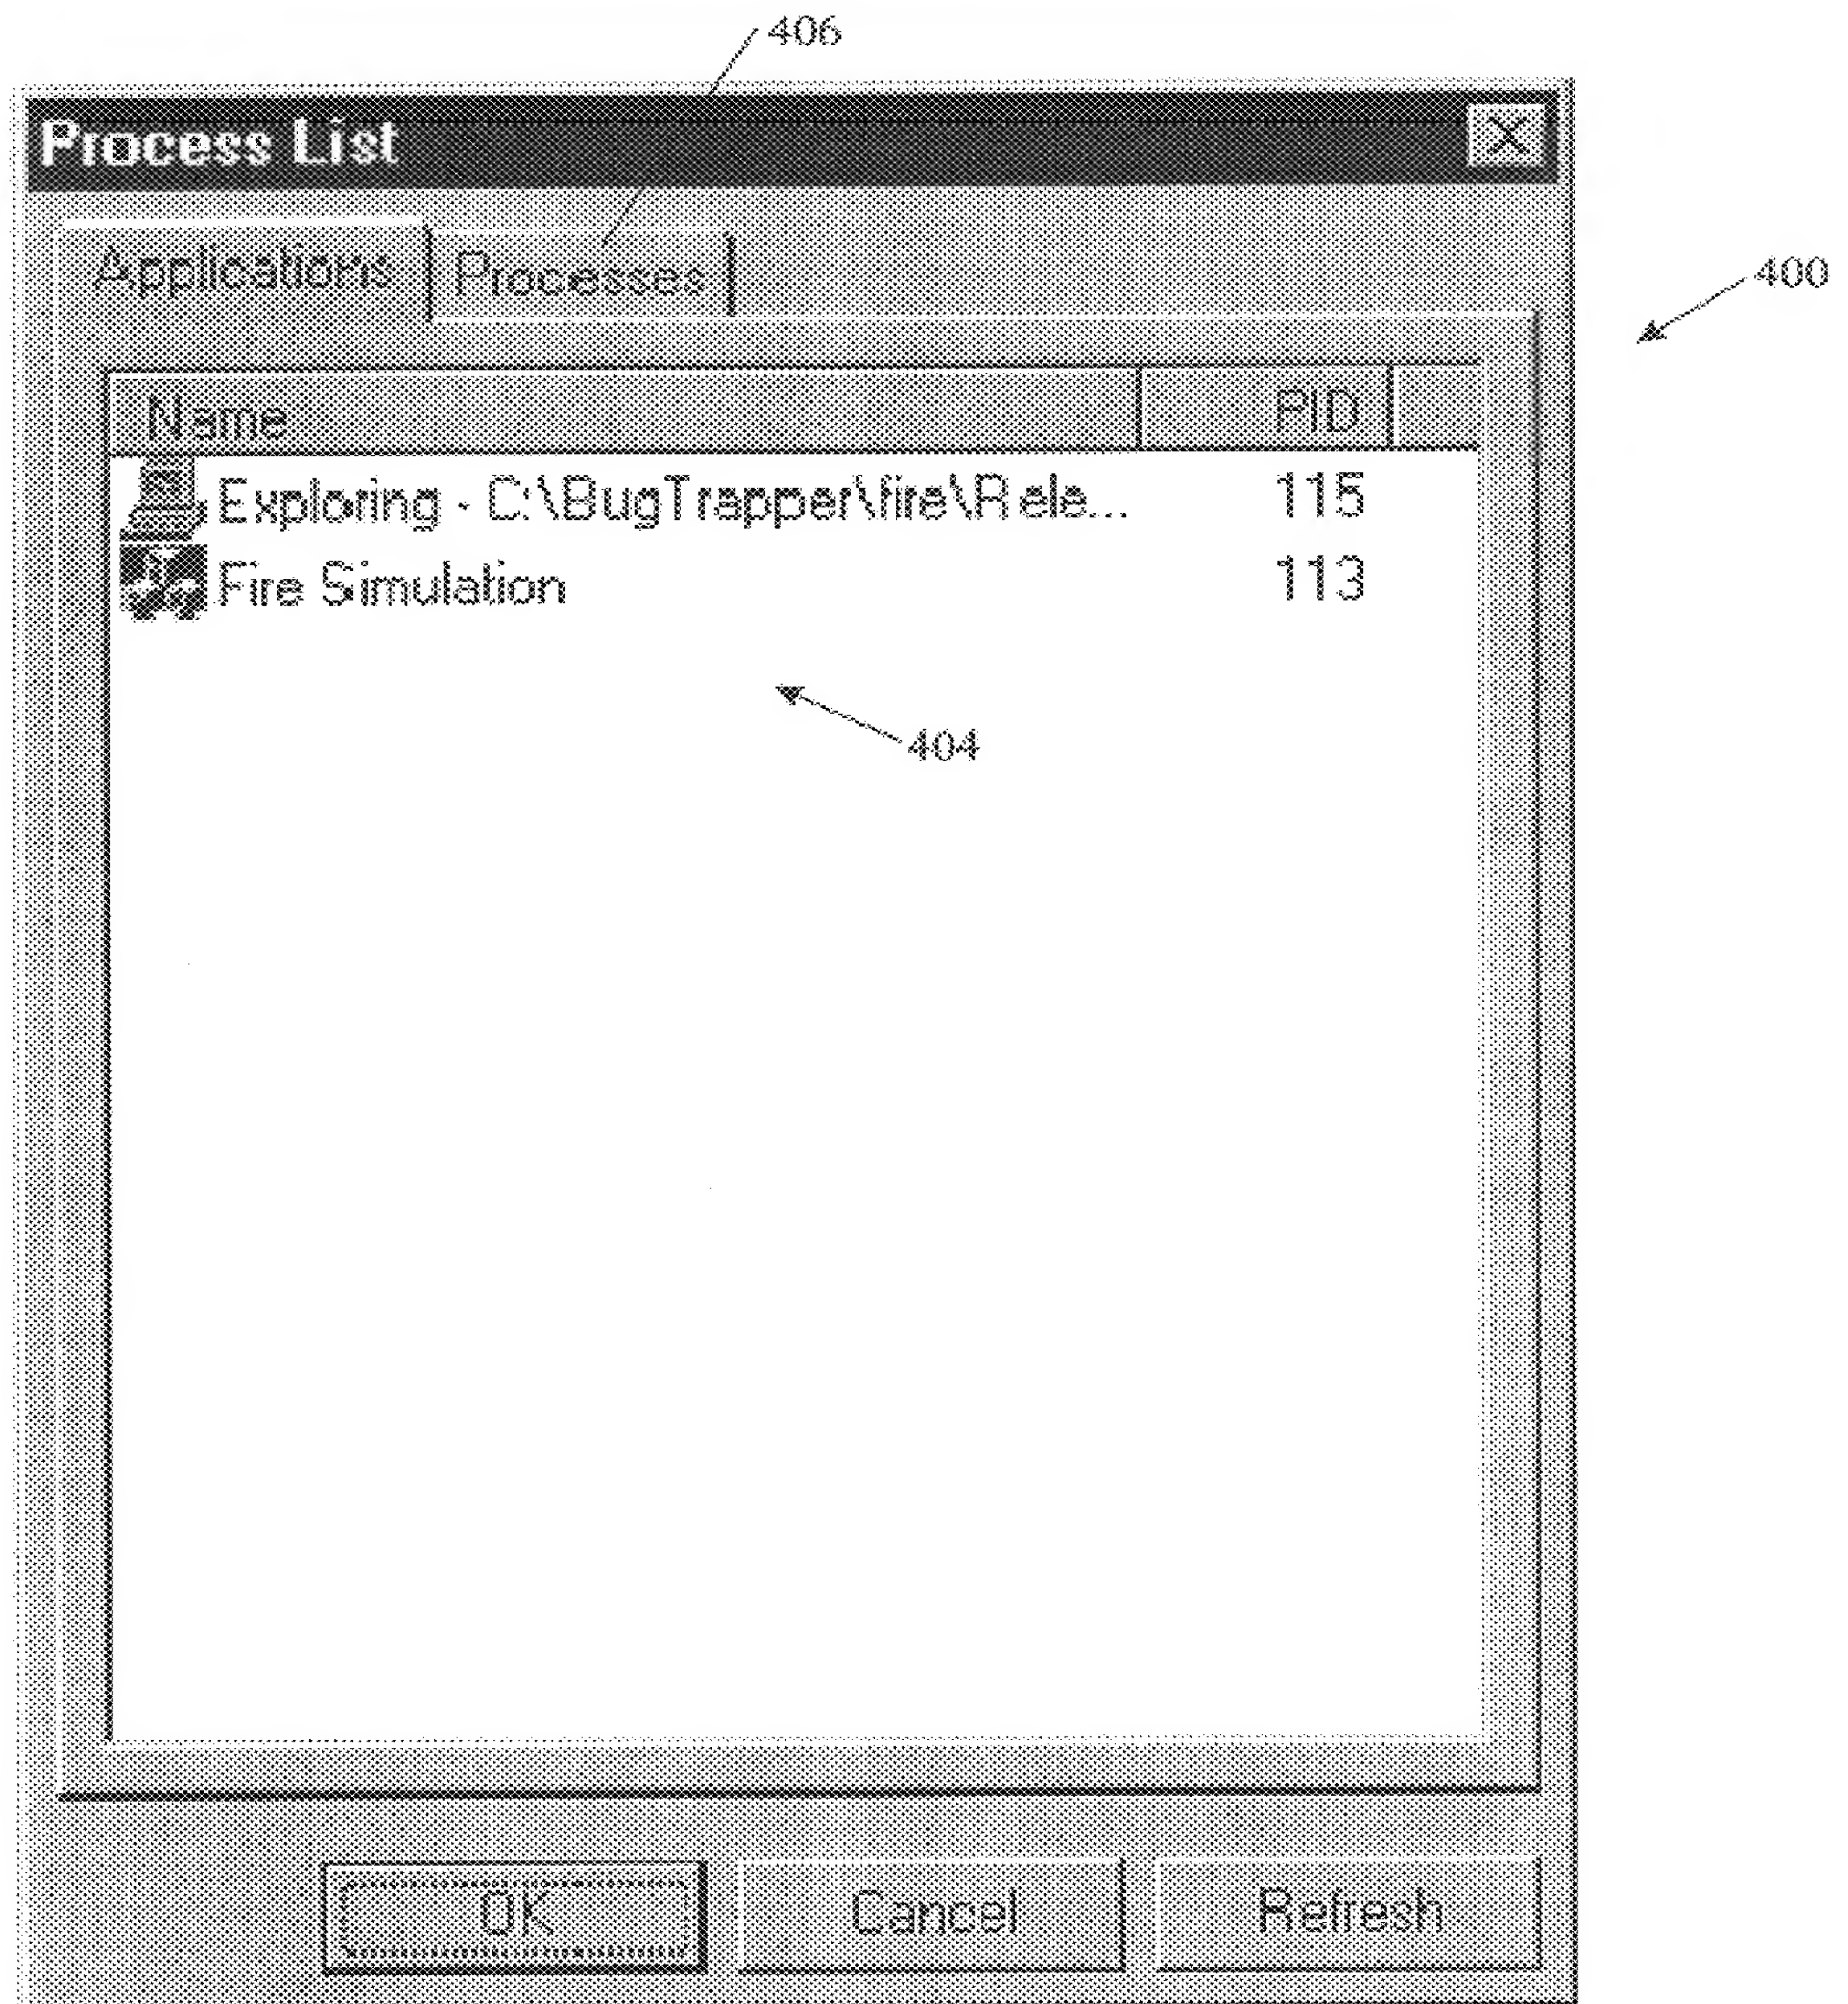 406
Process List
Applications Processes
400
Name PID
Exploring - C:\BugTrapper\fire\Rele... 115
Fire Simulation 113
404
OK Cancel Refresh